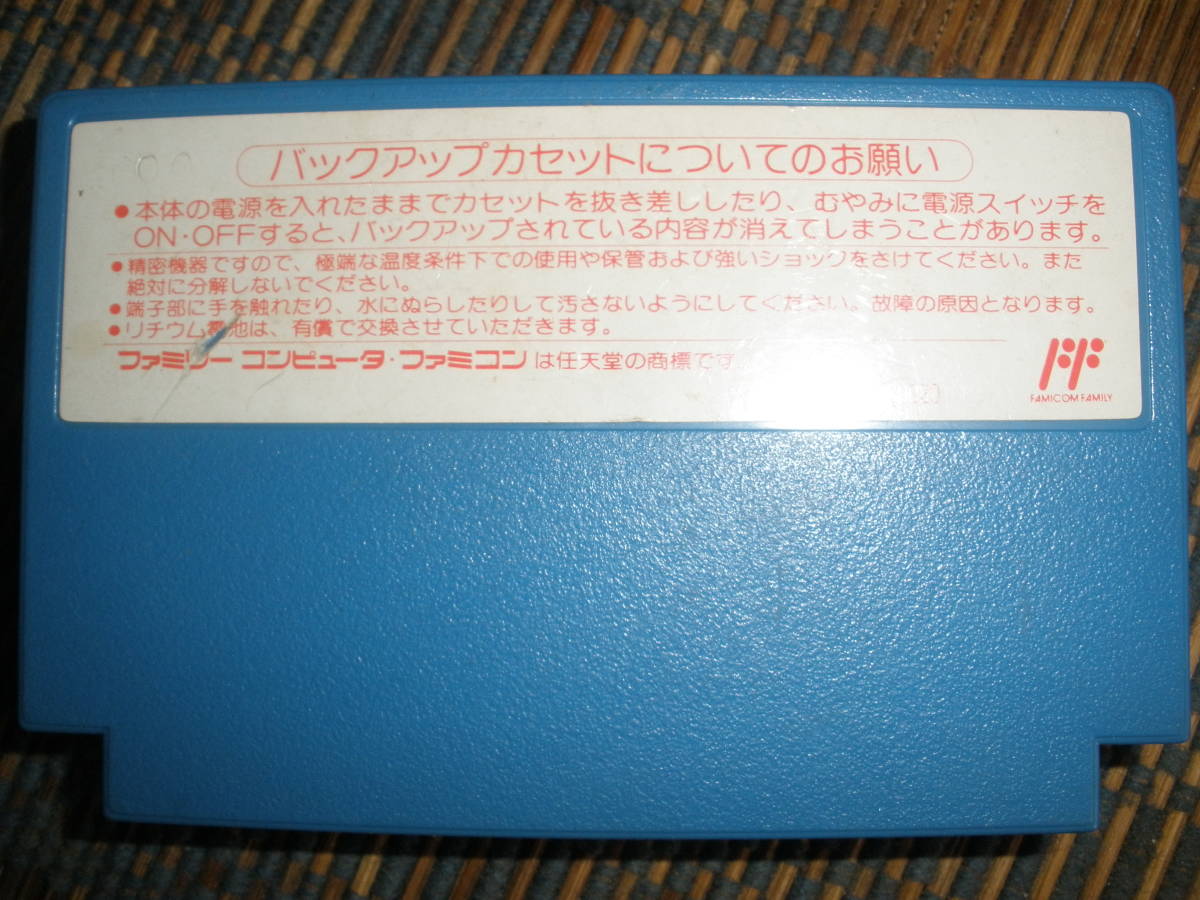 バックアップカセットについてのお願い
●本体の電源を入れたままでカセットを抜き差ししたり、むやみに電源スイッチを
ON・OFFすると、バックアップされている内容が消えてしまうことがあります。
●精密機器ですので、極端な温度条件下での使用や保管および強いショックをさけてください。また
絶対に分解しないでください。
●端子部に手を触れたり、水にぬらしたりして汚さないようにしてください。故障の原因となります。
●リチウム電池は、有償で交換させていただきます。
ファミリー コンピュータ・ファミコン は任天堂の商標です。
FF
FAMICOM FAMILY